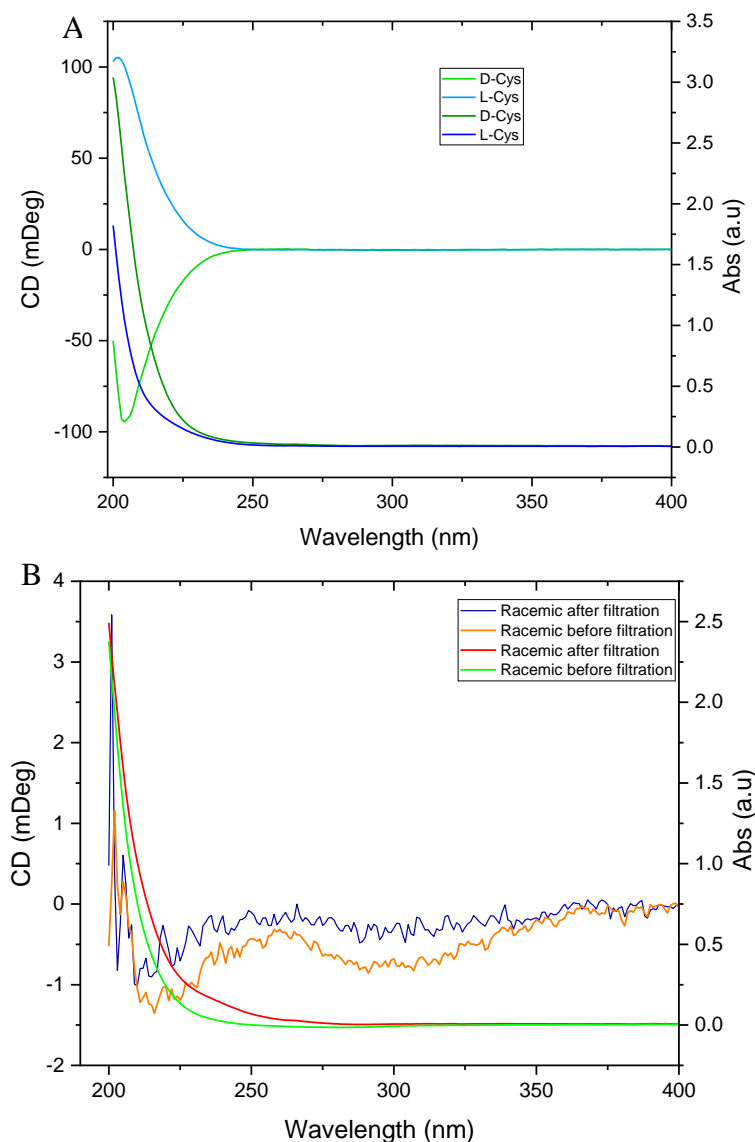 A
D-Cys
L-Cys
D-Cys
L-Cys
100
50
0
-50
-100
CD (mDeg)
3.5
3.0
2.5
2.0
1.5
1.0
0.5
0.0
Abs (a.u)
200
250
300
350
400
Wavelength (nm)
B
Racemic after filtration
Racemic before filtration
Racemic after filtration
Racemic before filtration
4
3
2
1
0
-1
-2
CD (mDeg)
2.5
2.0
1.5
1.0
0.5
0.0
Abs (a.u)
200
250
300
350
400
Wavelength (nm)